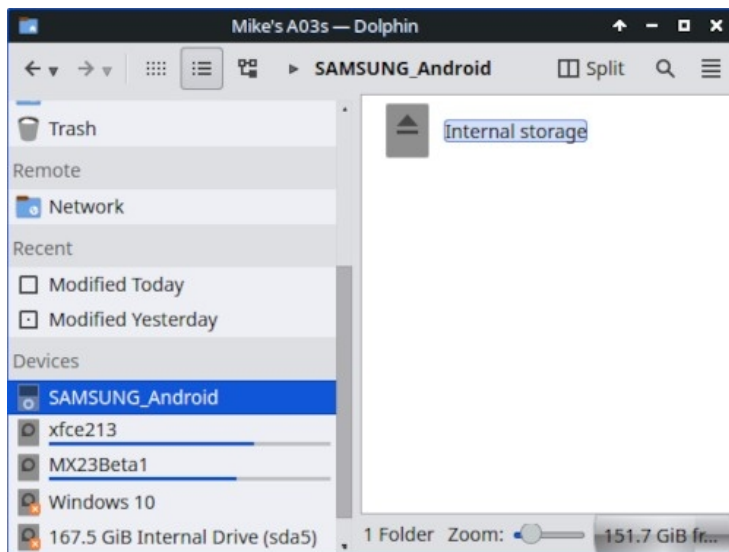 Mike's A03s — Dolphin
SAMSUNG_Android
Split
Trash
Remote
Network
Recent
Modified Today
Modified Yesterday
Devices
SAMSUNG_Android
xfce213
MX23Beta1
Windows 10
167.5 GiB Internal Drive (sda5)
Internal storage
1 Folder Zoom: 151.7 GiB fr...